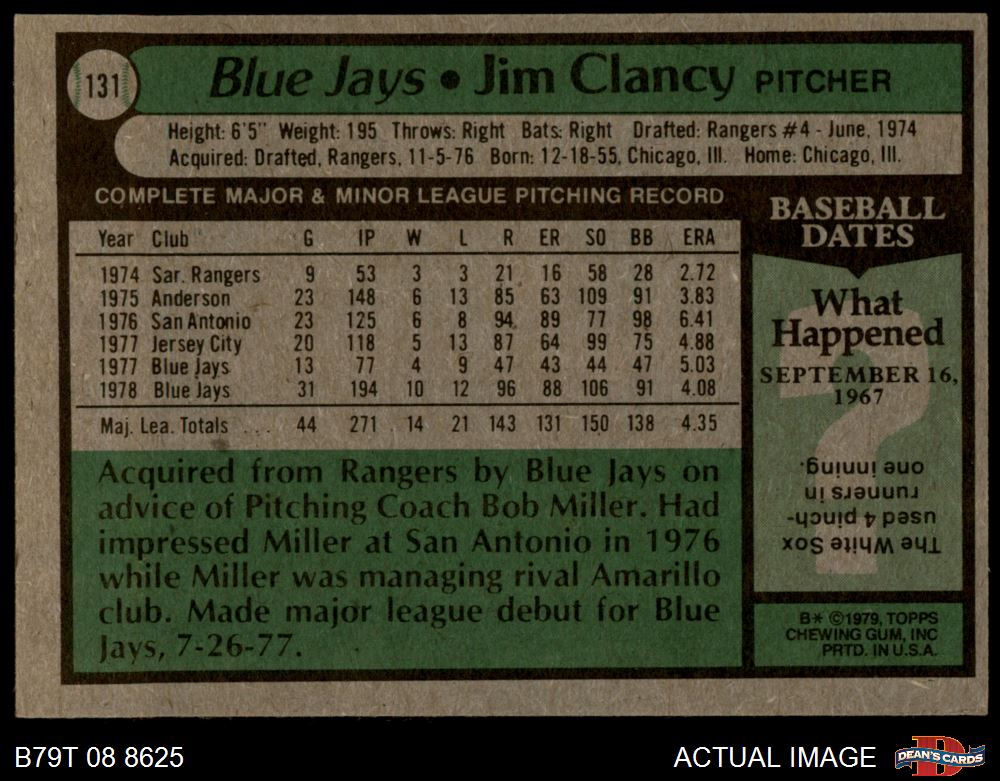 131
Blue Jays • Jim Clancy PITCHER
Height: 6'5" Weight: 195 Throws: Right Bats: Right Drafted: Rangers #4 - June, 1974
Acquired: Drafted, Rangers, 11-5-76 Born: 12-18-55, Chicago, Ill. Home: Chicago, Ill.
COMPLETE MAJOR & MINOR LEAGUE PITCHING RECORD
Year Club G IP W L R ER SO BB ERA
1974 Sar. Rangers 9 53 3 3 21 16 58 28 2.72
1975 Anderson 23 148 6 13 85 63 109 91 3.83
1976 San Antonio 23 125 6 8 94 89 77 98 6.41
1977 Jersey City 20 118 5 13 87 64 99 75 4.88
1977 Blue Jays 13 77 4 9 47 43 44 47 5.03
1978 Blue Jays 31 194 10 12 96 88 106 91 4.08
Maj. Lea. Totals ... 44 271 14 21 143 131 150 138 4.35
Acquired from Rangers by Blue Jays on
advice of Pitching Coach Bob Miller. Had
impressed Miller at San Antonio in 1976
while Miller was managing rival Amarillo
club. Made major league debut for Blue
Jays, 7-26-77.
BASEBALL
DATES
What
Happened
SEPTEMBER 16,
1967
The White Sox
used 4 pinch-
runners in
one inning.
B* ©1979, TOPPS
CHEWING GUM, INC
PRTD. IN U.S.A.
B79T 08 8625
ACTUAL IMAGE
D
DEAN'S CARDS